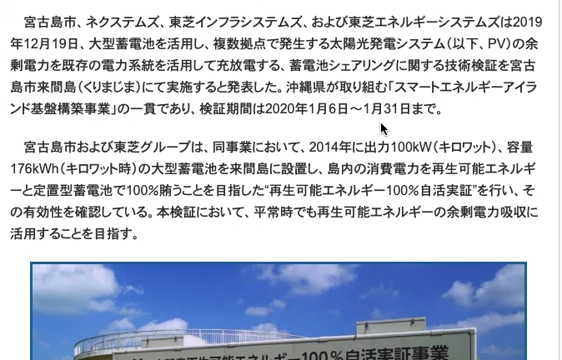 宮古島市、ネクステムズ、東芝インフラシステムズ、および東芝エネルギーシステムズは2019
年12月19日、大型蓄電池を活用し、複数拠点で発生する太陽光発電システム（以下、PV）の余
剰電力を既存の電力系統を活用して充放電する、蓄電池シェアリングに関する技術検証を宮古
島市来間島（くりまじま）にて実施すると発表した。沖縄県が取り組む「スマートエネルギーアイラ
ンド基盤構築事業」の一貫であり、検証期間は2020年1月6日～1月31日まで。
宮古島市および東芝グループは、同事業において、2014年に出力100kW（キロワット）、容量
176kWh（キロワット時）の大型蓄電池を来間島に設置し、島内の消費電力を再生可能エネルギ
ーと定置型蓄電池で100％賄うことを目指した“再生可能エネルギー100％自活実証”を行い、そ
の有効性を確認している。本検証において、平常時でも再生可能エネルギーの余剰電力吸収に
活用することを目指す。
再生可能エネルギー100％自活実証事業